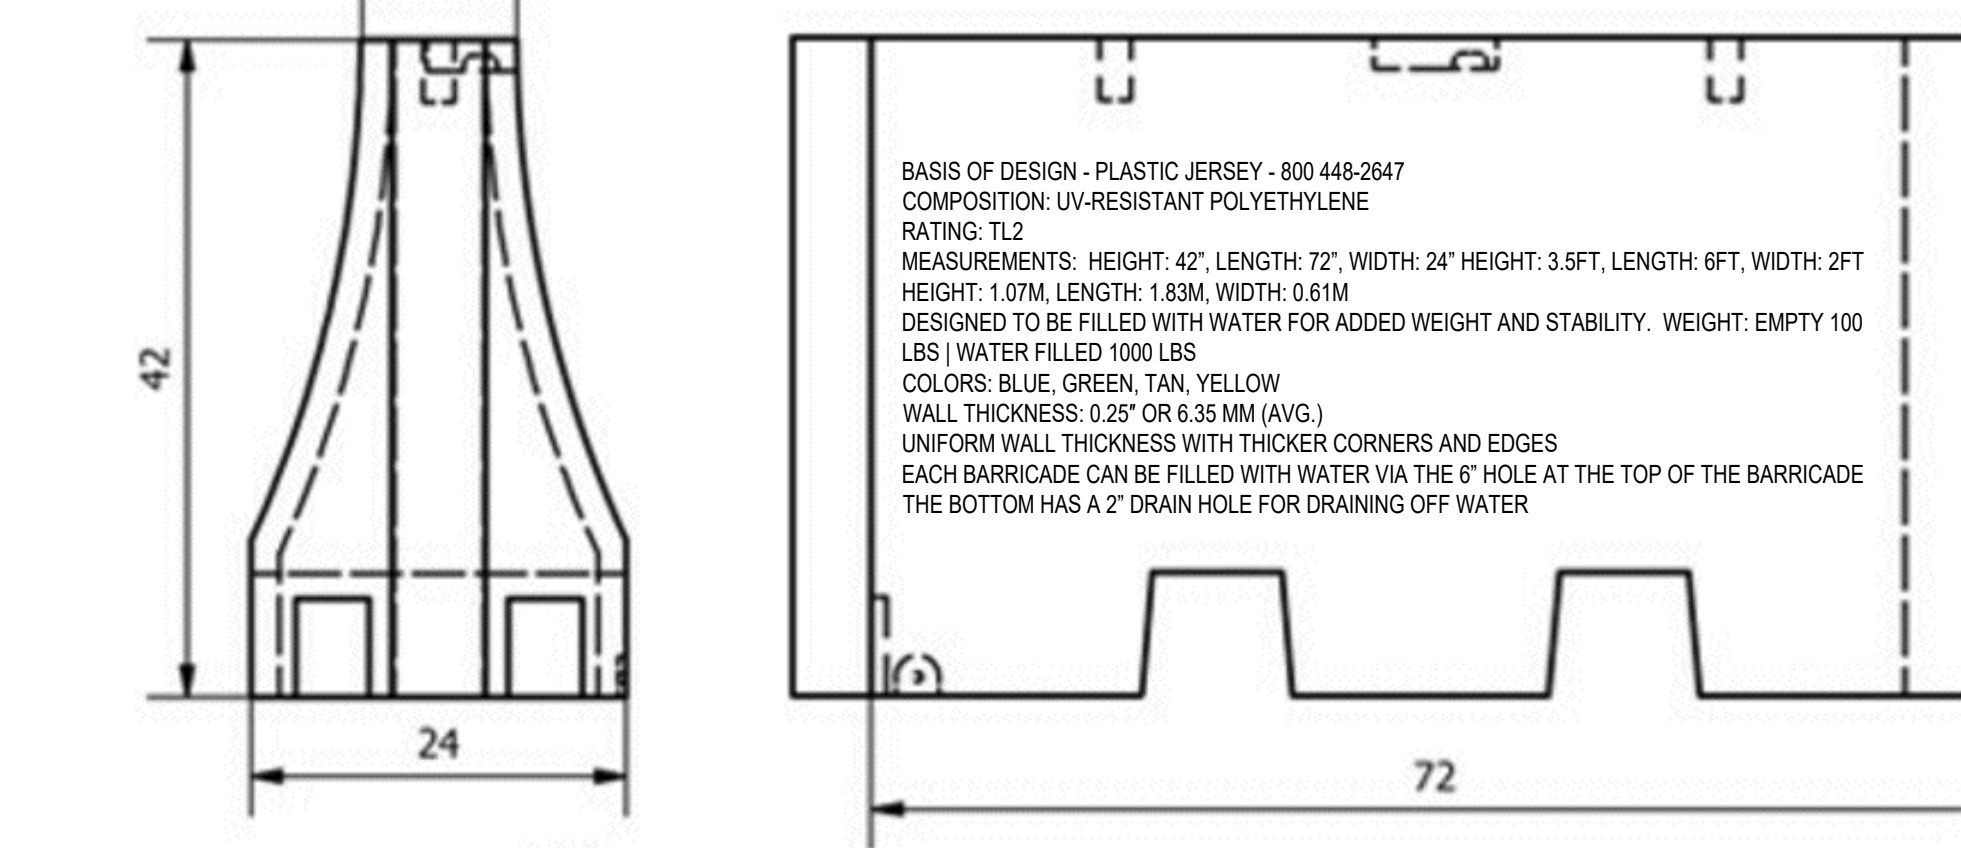 BASIS OF DESIGN - PLASTIC JERSEY - 800 448-2647
COMPOSITION: UV-RESISTANT POLYETHYLENE
RATING: TL2
MEASUREMENTS:  HEIGHT: 42”, LENGTH: 72”, WIDTH: 24” HEIGHT: 3.5FT, LENGTH: 6FT, WIDTH: 2FT
HEIGHT: 1.07M, LENGTH: 1.83M, WIDTH: 0.61M
DESIGNED TO BE FILLED WITH WATER FOR ADDED WEIGHT AND STABILITY.  WEIGHT: EMPTY 100
LBS | WATER FILLED 1000 LBS
COLORS: BLUE, GREEN, TAN, YELLOW
WALL THICKNESS: 0.25″ OR 6.35 MM (AVG.)
UNIFORM WALL THICKNESS WITH THICKER CORNERS AND EDGES
EACH BARRICADE CAN BE FILLED WITH WATER VIA THE 6” HOLE AT THE TOP OF THE BARRICADE
THE BOTTOM HAS A 2” DRAIN HOLE FOR DRAINING OFF WATER
42
24
72